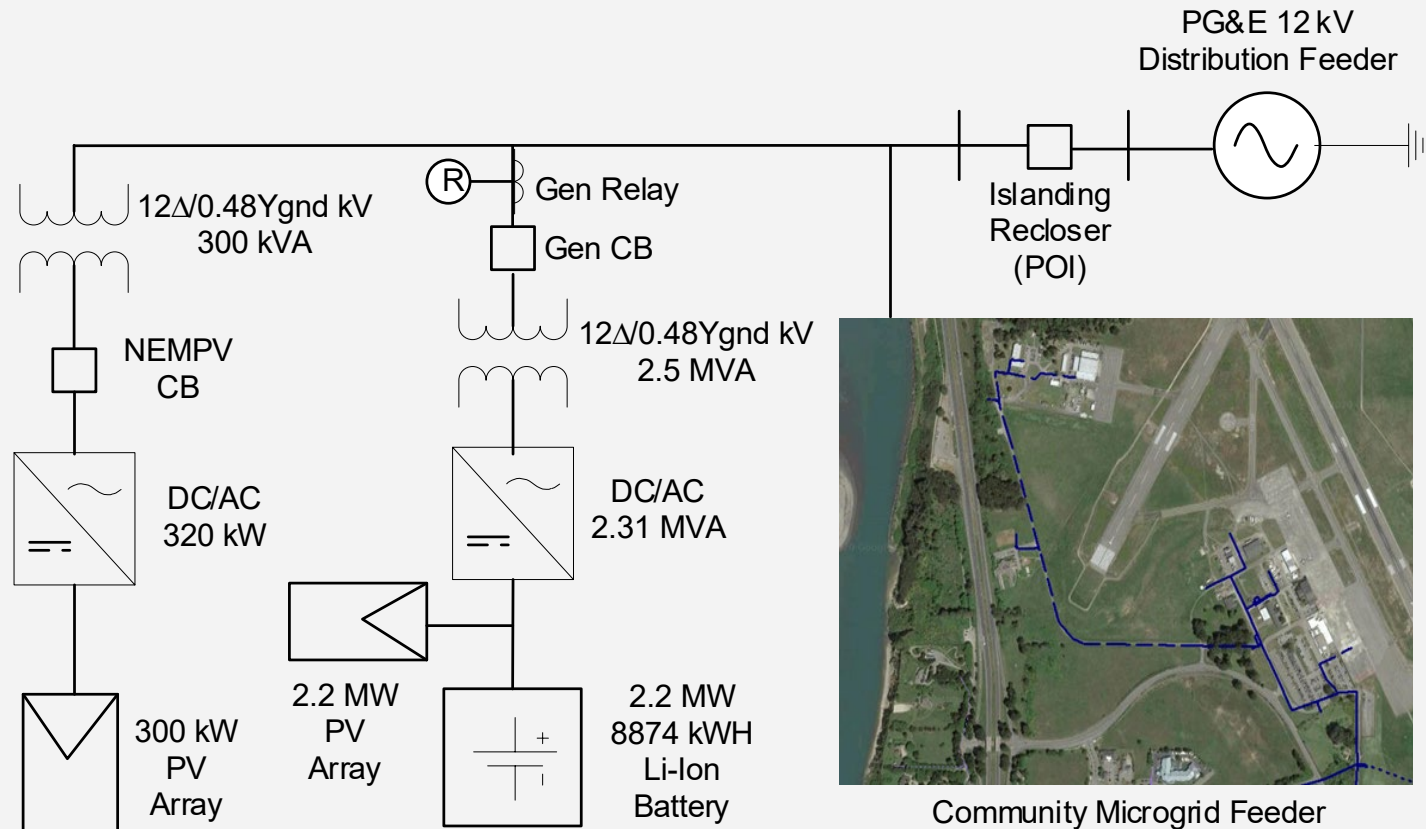 PG&E 12 kV
Distribution Feeder
R
Gen Relay
12Δ/0.48Ygnd kV
300 kVA
Gen CB
Islanding
Recloser
(POI)
12Δ/0.48Ygnd kV
2.5 MVA
NEMPV
CB
DC/AC
320 kW
DC/AC
2.31 MVA
300 kW
PV
Array
2.2 MW
PV
Array
2.2 MW
8874 kWH
Li-Ion
Battery
+
-
Community Microgrid Feeder